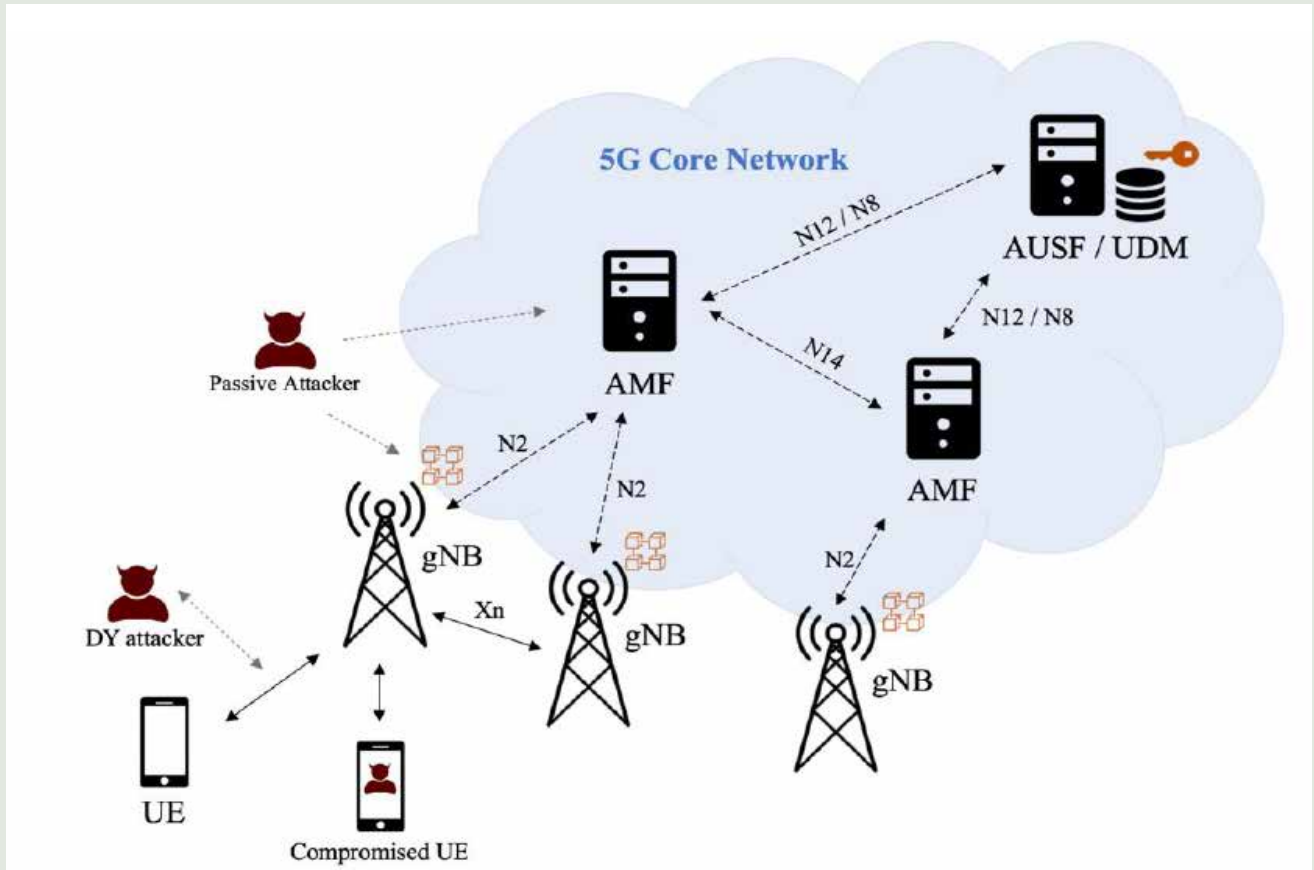 5G Core Network
N12 / N8
AUSF / UDM
N12 / N8
Passive Attacker
AMF
N14
N2
N2
AMF
gNB
N2
DY attacker
Xn
gNB
gNB
UE
Compromised UE